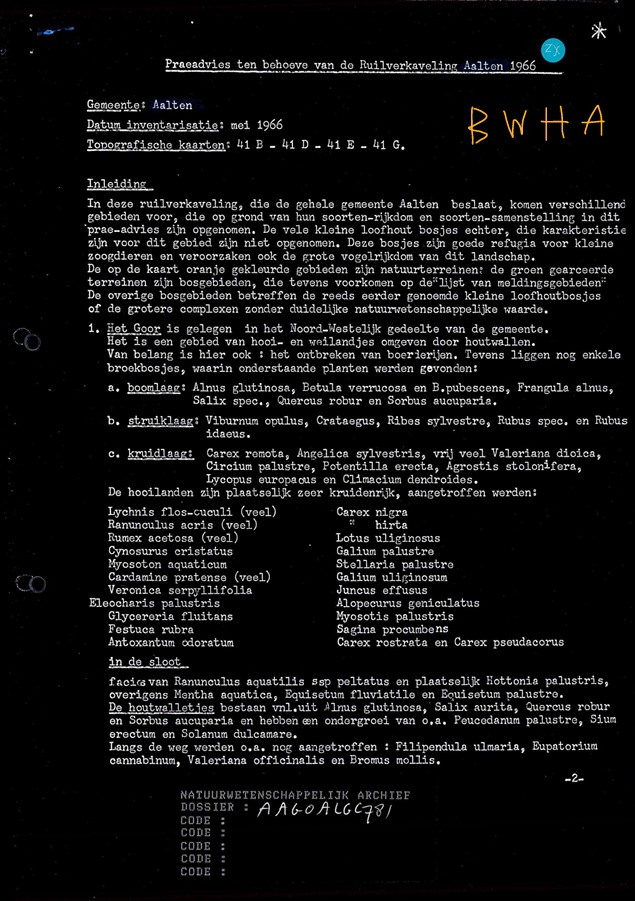 ZX
*
Praeadvies ten behoeve van de Ruilverkaveling Aalten 1966
Gemeente: Aalten
BWHA
Datum inventarisatie: mei 1966
Topografische kaarten: 41 B - 41 D - 41 E - 41 G.
Inleiding
In deze ruilverkaveling, die de gehele gemeente Aalten beslaat, komen verschillend
gebieden voor, die op grond van hun soorten-rijkdom en soorten-samenstelling in dit
prae-advies zijn opgenomen. De vele kleine loofhout bosjes echter, die karakteristie
zijn voor dit gebied zijn niet opgenomen. Deze bosjes zijn goede refugia voor kleine
zoogdieren en veroorzaken ook de grote vogelrijkdom van dit landschap.
De op de kaart oranje gekleurde gebieden zijn natuurterreinen: de groen gearceerde
terreinen zijn bosgebieden, die tevens voorkomen op de "lijst van meldingsgebieden"
De overige bosgebieden betreffen de reeds eerder genoemde kleine loofhoutbosjes
of de grotere complexen zonder duidelijke natuurwetenschappelijke waarde.
1. Het Goor is gelegen in het Noord-Westelijk gedeelte van de gemeente.
Het is een gebied van hooi- en weilandjes omgeven door houtwallen.
Van belang is hier ook : het ontbreken van boerierijen. Tevens liggen nog enkele
broekbosjes, waarin onderstaande planten werden gevonden:
a. boomlaag: Alnus glutinosa, Betula verrucosa en B.pubescens, Frangula alnus,
Salix spec., Quercus robur en Sorbus aucuparia.
b. struiklaag: Viburnum opulus, Crataegus, Ribes sylvestre, Rubus spec. en Rubus
idaeus.
c. kruidlaag: Carex remota, Angelica sylvestris, vrij veel Valeriana dioica,
Circium palustre, Potentilla erecta, Agrostis stolonifera,
Lycopus europaeus en Climacium dendroides.
De hooilanden zijn plaatselijk zeer kruidenrijk, aangetroffen werden:
Lychnis flos-cuculi (veel) Carex nigra
Ranunculus acris (veel) " hirta
Rumex acetosa (veel) Lotus uliginosus
Cynosurus cristatus Galium palustre
Myosoton aquaticum Stellaria palustre
Cardamine pratense (veel) Galium uliginosum
Veronica serpyllifolia Juncus effusus
Eleocharis palustris Alopecurus geniculatus
Glycereria fluitans Myosotis palustris
Festuca rubra Sagina procumbens
Antoxantum odoratum Carex rostrata en Carex pseudacorus
in de sloot
facies van Ranunculus aquatilis ssp peltatus en plaatselijk Hottonia palustris,
overigens Mentha aquatica, Equisetum fluviatile en Equisetum palustre.
De houtwalletjes bestaan vnl.uit Alnus glutinosa, Salix aurita, Quercus robur
en Sorbus aucuparia en hebben een ondergroei van o.a. Peucedanum palustre, Sium
erectum en Solanum dulcamare.
Langs de weg werden o.a. nog aangetroffen : Filipendula ulmaria, Eupatorium
cannabinum, Valeriana officinalis en Bromus mollis.
-2-
NATUURWETENSCHAPPELIJK ARCHIEF
DOSSIER : AAGOALGC781
CODE :
CODE :
CODE :
CODE :
CODE :